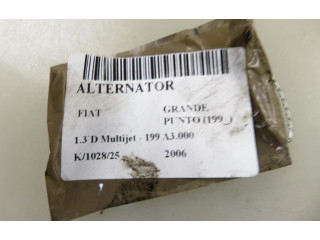 ALTERNATOR
FIAT GRANDE
PUNTO (199_)
1.3 D Multijet - 199 A3.000
K/1028/25 2006